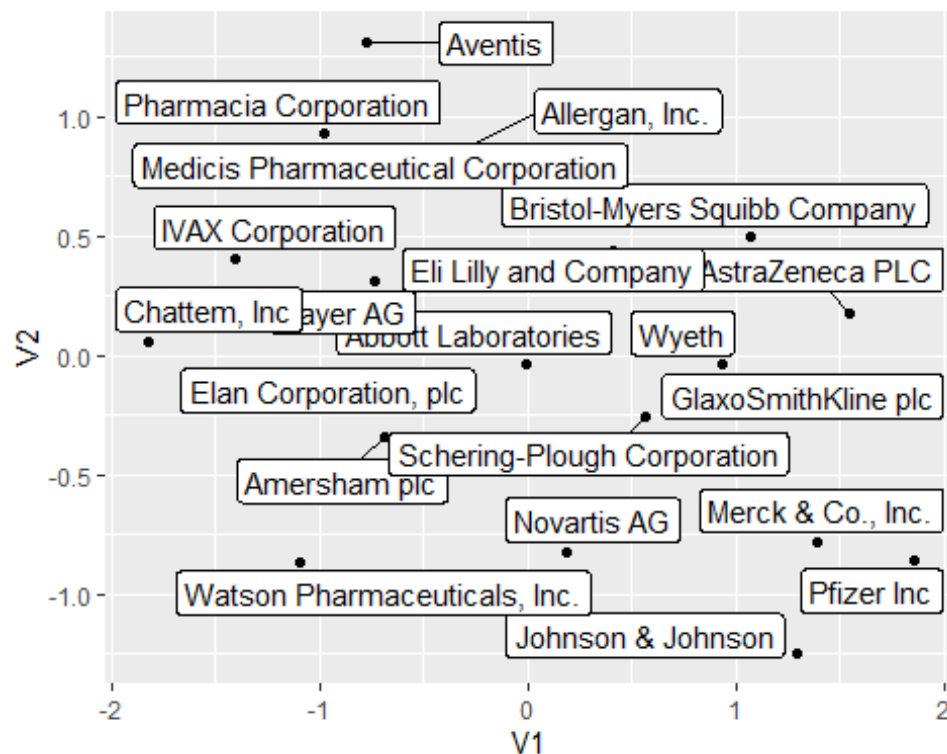 Aventis
Pharmacia Corporation
Allergan, Inc.
Medicis Pharmaceutical Corporation
Bristol-Myers Squibb Company
IVAX Corporation
Eli Lilly and Company
AstraZeneca PLC
Chattem, Inc
ayer AG
Abbott Laboratories
Wyeth
Elan Corporation, plc
GlaxoSmithKline plc
Schering-Plough Corporation
Amersham plc
Novartis AG
Merck & Co., Inc.
Watson Pharmaceuticals, Inc.
Pfizer Inc
Johnson & Johnson
1.0
0.5
0.0
-0.5
-1.0
V2
-2
-1
0
1
2
V1